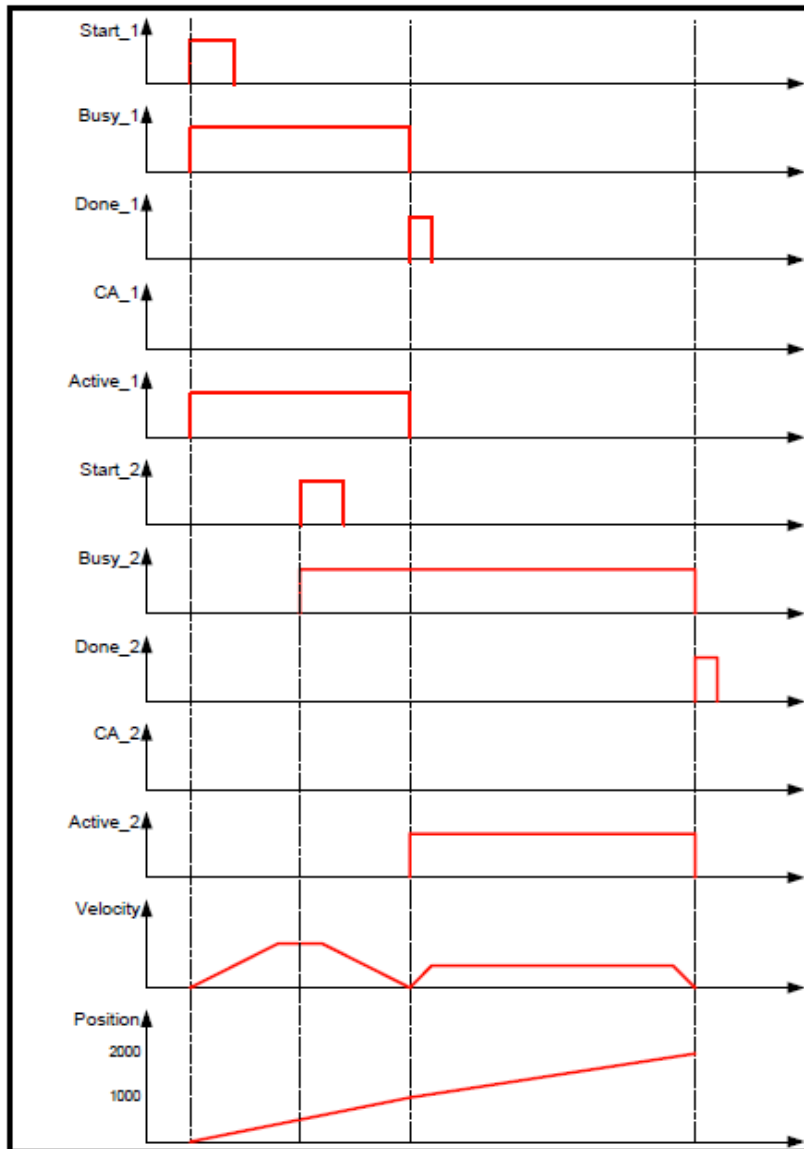 Start_1
Busy_1
Done_1
CA_1
Active_1
Start_2
Busy_2
Done_2
CA_2
Active_2
Velocity
Position
2000
1000